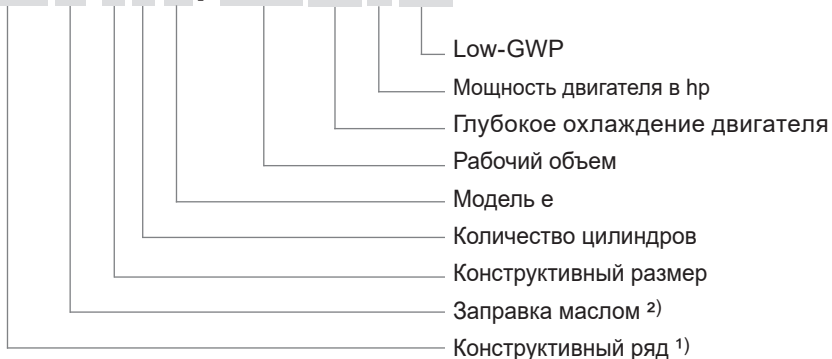 Low-GWP
Мощность двигателя в hp
Глубокое охлаждение двигателя
Рабочий объем
Модель e
Количество цилиндров
Конструктивный размер
Заправка маслом ²⁾
Конструктивный ряд ¹⁾